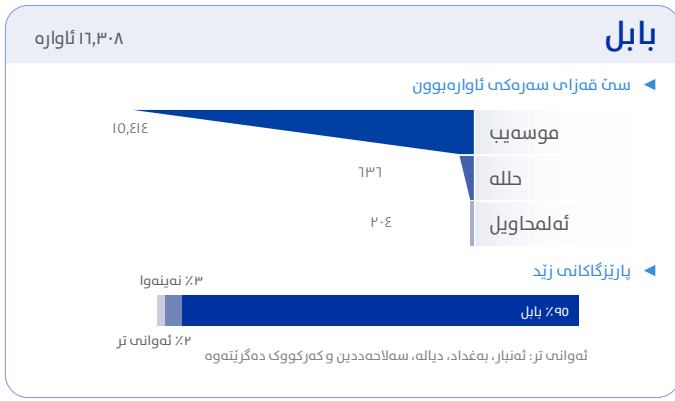 بابل
١٦,٣٠٨ ئاوارە
سێ قەزای سەرەکی ئاوارەبوون
موسەیب
١٥,٤١٤
حللە
٦٣٦
ئەلمحاویل
٢٠٤
پارێزگاکانی زێد
٣٪ نەینەوا
٩٥٪ بابل
٢٪ ئەوانی تر
ئەوانی تر: ئەنبار، بەغداد، دیالە، سەلاحەددین و کەرکووک دەگرێتەوە